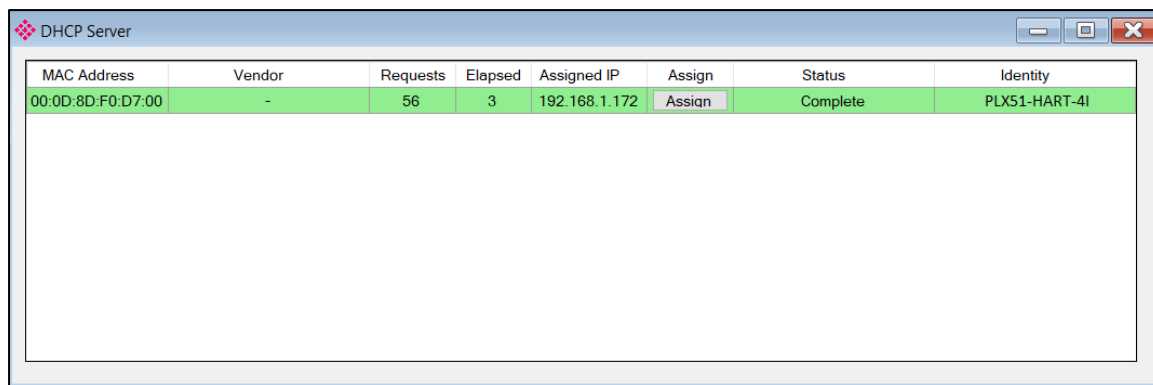 DHCP Server
MAC Address Vendor Requests Elapsed Assigned IP Assign Status Identity
00:0D:8D:F0:D7:00 - 56 3 192.168.1.172 Assign Complete PLX51-HART-4I